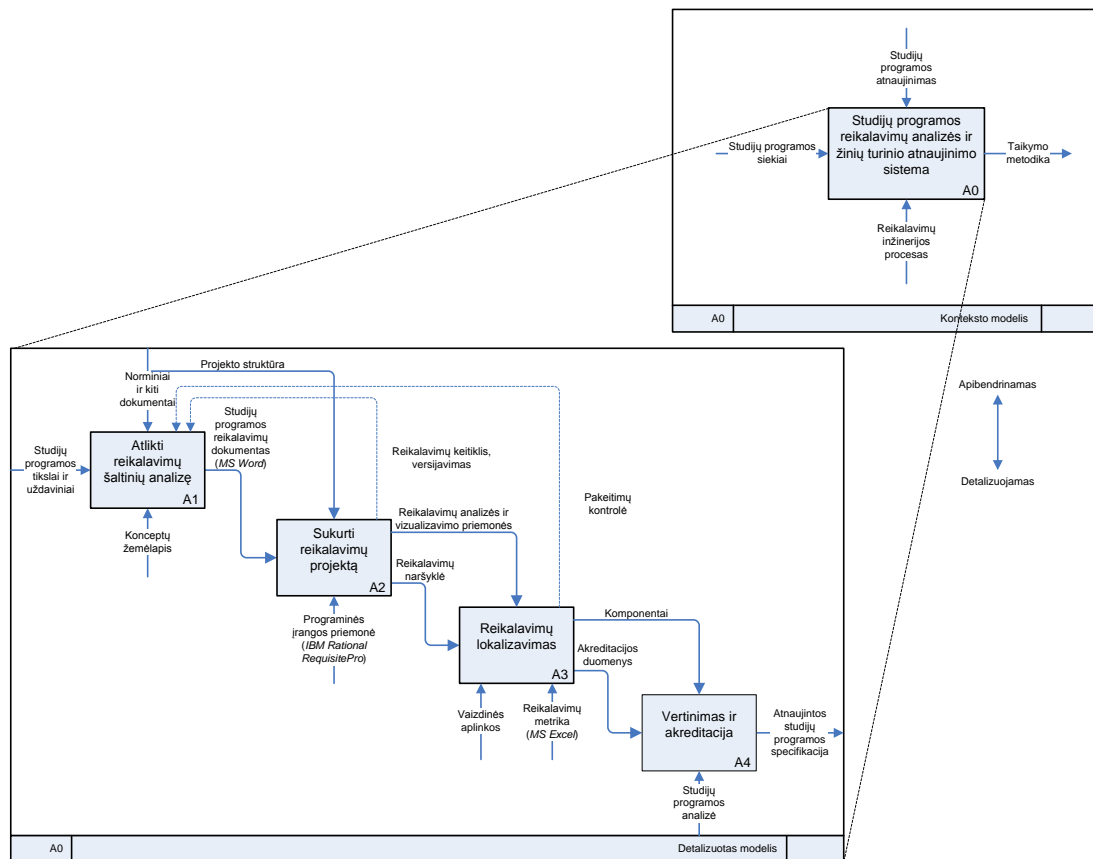 Studijų
programos
atnaujinimas
Studijų programos
reikalavimų analizės ir
žinių turinio atnaujinimo
sistema
A0
Studijų programos
siekiai
Taikymo
metodika
Reikalavimų
inžinerijos
procesas
A0
Konteksto modelis
Projekto struktūra
Norminiai
ir kiti
dokumentai
Studijų
programos
reikalavimų
dokumentas
(MS Word)
Atlikti
reikalavimų
šaltinių analizę
A1
Studijų
programos
tikslai ir
uždaviniai
Konceptų
žemėlapis
Reikalavimų keitiklis,
versijavimas
Pakeitimų
kontrolė
Apibendrinamas
Detalizuojamas
Sukurti
reikalavimų
projektą
A2
Reikalavimų analizės ir
vizualizavimo priemonės
Reikalavimų
naršyklė
Programinės
įrangos priemonė
(IBM Rational
RequisitePro)
Reikalavimų
lokalizavimas
A3
Komponentai
Akreditacijos
duomenys
Vaizdinės
aplinkos
Reikalavimų
metrika
(MS Excel)
Vertinimas ir
akreditacija
A4
Atnaujintos
studijų
programos
specifikacija
Studijų
programos
analizė
A0
Detalizuotas modelis